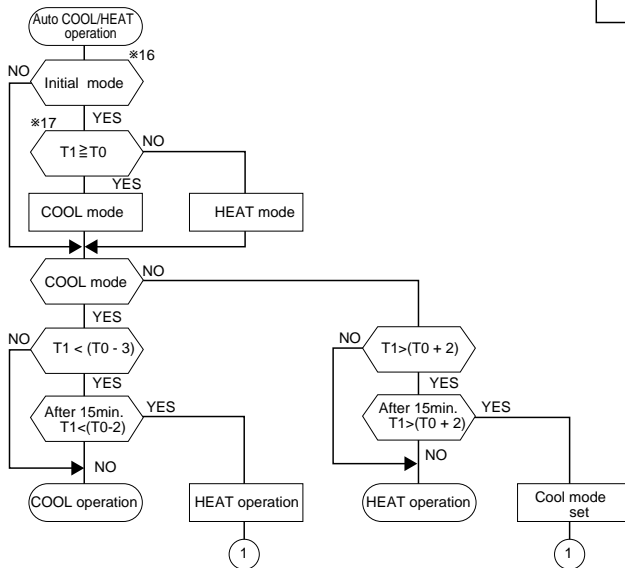 Auto COOL/HEAT
operation
※16
NO
Initial mode
YES
※17
NO
T1≧T0
YES
COOL mode
HEAT mode
COOL mode
NO
YES
NO
T1 < (T0 - 3)
YES
After 15min.
T1<(T0-2)
YES
NO
COOL operation
HEAT operation
1
NO
T1>(T0 + 2)
YES
After 15min.
T1>(T0 + 2)
YES
NO
HEAT operation
Cool mode
set
1